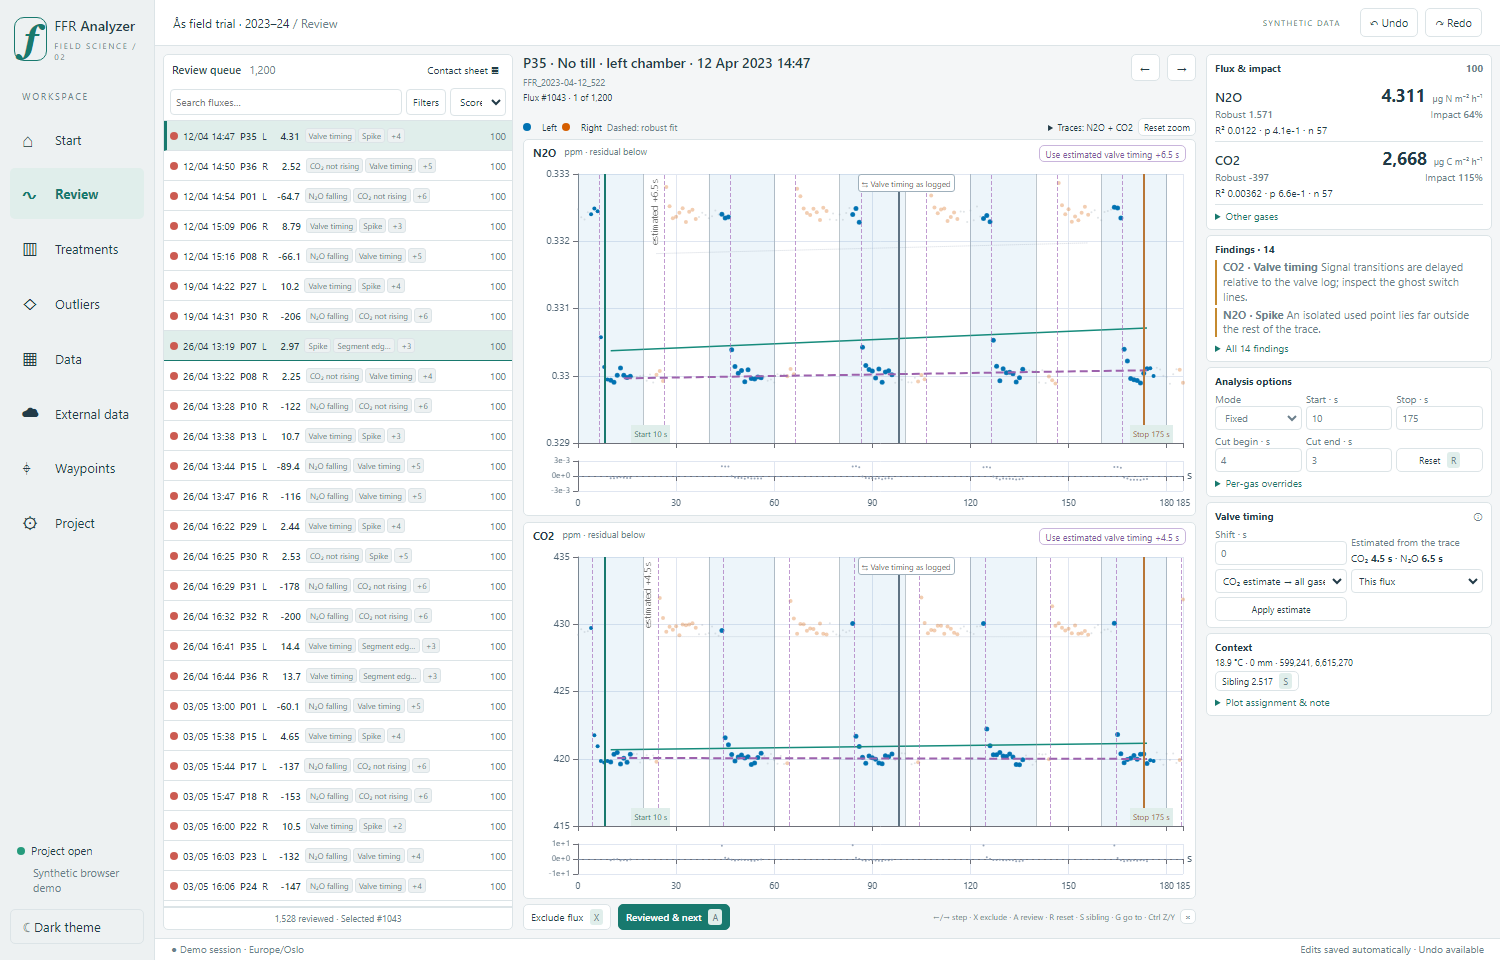 FFR Analyzer
FIELD SCIENCE / 02
WORKSPACE
Start
Review
Treatments
Outliers
Data
External data
Waypoints
Project
Project open
Synthetic browser demo
Dark theme
Ås field trial · 2023–24 / Review
SYNTHETIC DATA
Undo
Redo
Review queue 1,200
Contact sheet
Search fluxes...
Filters
Score
12/04 14:47 P35 L 4.31 Valve timing Spike +4 100
12/04 14:50 P36 R 2.52 CO₂ not rising Valve timing +5 100
12/04 14:54 P01 L -64.7 N₂O falling CO₂ not rising +6 100
12/04 15:09 P06 R 8.79 Valve timing Spike +3 100
12/04 15:16 P08 R -66.1 N₂O falling Valve timing +5 100
19/04 14:22 P27 L 10.2 Valve timing Spike +4 100
19/04 14:31 P30 R -206 N₂O falling CO₂ not rising +6 100
26/04 13:19 P07 L 2.97 Spike Segment edg... +3 100
26/04 13:22 P08 R 2.25 CO₂ not rising Valve timing +4 100
26/04 13:28 P10 R -122 N₂O falling CO₂ not rising +6 100
26/04 13:38 P13 L 10.7 Valve timing Spike +3 100
26/04 13:44 P15 L -89.4 N₂O falling Valve timing +5 100
26/04 13:47 P16 R -116 N₂O falling Valve timing +5 100
26/04 16:22 P29 L 2.44 Valve timing Spike +4 100
26/04 16:25 P30 R 2.53 CO₂ not rising Spike +5 100
26/04 16:29 P31 L -178 N₂O falling CO₂ not rising +6 100
26/04 16:32 P32 R -200 N₂O falling CO₂ not rising +6 100
26/04 16:41 P35 L 14.4 Valve timing Segment edg... +3 100
26/04 16:44 P36 R 13.7 Valve timing Segment edg... +3 100
03/05 13:00 P01 L -60.1 N₂O falling Valve timing +5 100
03/05 15:38 P15 L 4.65 Valve timing Spike +4 100
03/05 15:44 P17 L -137 N₂O falling CO₂ not rising +6 100
03/05 15:47 P18 R -153 N₂O falling CO₂ not rising +6 100
03/05 16:00 P22 R 10.5 Valve timing Spike +2 100
03/05 16:03 P23 L -132 N₂O falling Valve timing +4 100
03/05 16:06 P24 R -147 N₂O falling Valve timing +4 100
1,528 reviewed · Selected #1043
P35 · No till · left chamber · 12 Apr 2023 14:47
FFR_2023-04-12_522
Flux #1043 · 1 of 1,200
← →
Left Right Dashed: robust fit
Traces: N2O + CO2
Reset zoom
N2O ppm · residual below
Use estimated valve timing +6.5 s
Valve timing as logged
estimated +6.5 s
0.333
0.332
0.331
0.33
0.329
Start 10 s
Stop 175 s
3e-3
0e+0
-3e-3
s
0 30 60 90 120 150 180 185
CO2 ppm · residual below
Use estimated valve timing +4.5 s
Valve timing as logged
estimated +4.5 s
435
430
425
420
415
Start 10 s
Stop 175 s
1e+1
0e+0
-1e+1
s
0 30 60 90 120 150 180 185
Exclude flux X
Reviewed & next A
←/→ step · X exclude · A review · R reset · S sibling · G go to · Ctrl Z/Y ×
Flux & impact 100
N2O 4.311 µg N m⁻² h⁻¹
Robust 1.571 Impact 64%
R² 0.0122 · p 4.1e-1 · n 57
CO2 2,668 µg C m⁻² h⁻¹
Robust -397 Impact 115%
R² 0.00362 · p 6.6e-1 · n 57
Other gases
Findings · 14
CO2 · Valve timing Signal transitions are delayed
relative to the valve log; inspect the ghost switch
lines.
N2O · Spike An isolated used point lies far outside
the rest of the trace.
All 14 findings
Analysis options
Mode Start · s Stop · s
Fixed 10 175
Cut begin · s Cut end · s
4 3 Reset R
Per-gas overrides
Valve timing
Shift · s
0
Estimated from the trace
CO₂ 4.5 s · N₂O 6.5 s
CO₂ estimate → all gase
This flux
Apply estimate
Context
18.9 °C · 0 mm · 599,241, 6,615,270
Sibling 2.517 S
Plot assignment & note
Demo session · Europe/Oslo
Edits saved automatically · Undo available